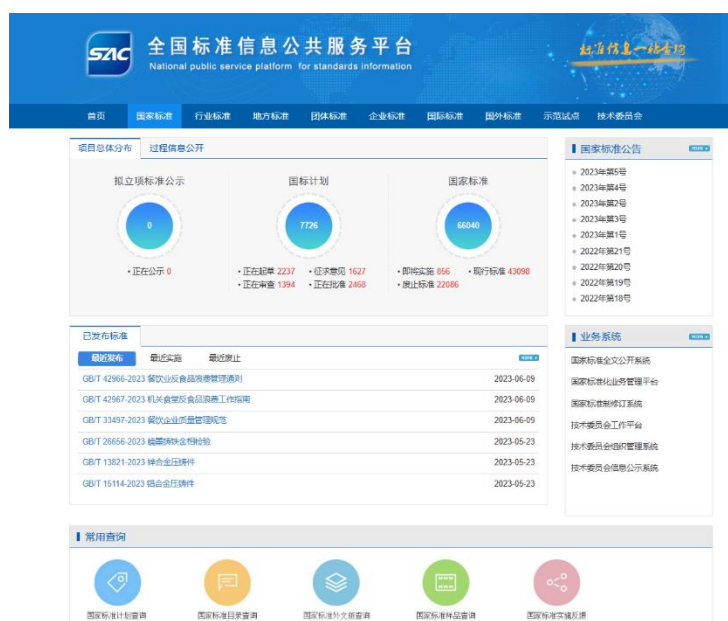 SAC
全国标准信息公共服务平台
National public service platform for standards information
标准信息一站查询
首页 国家标准 行业标准 地方标准 团体标准 企业标准 国际标准 国外标准 示范试点 技术委员会
项目总体分布 过程信息公开
拟立项标准公示 国标计划 国家标准
0 7726 66040
• 正在公示 0
• 正在起草 2237 • 征求意见 1627 • 即将实施 856 • 现行标准 43098
• 正在审查 1394 • 正在批准 2468 • 废止标准 22086
国家标准公告 MORE
2023年第5号
2023年第4号
2023年第2号
2023年第3号
2023年第1号
2022年第21号
2022年第20号
2022年第19号
2022年第18号
已发布标准
最近发布 最近实施 最近废止 MORE
GB/T 42966-2023 餐饮业反食品浪费管理通则 2023-06-09
GB/T 42967-2023 机关食堂反食品浪费工作指南 2023-06-09
GB/T 33497-2023 餐饮企业质量管理规范 2023-06-09
GB/T 26656-2023 蠕墨铸铁金相检验 2023-05-23
GB/T 13821-2023 锌合金压铸件 2023-05-23
GB/T 15114-2023 铝合金压铸件 2023-05-23
业务系统 MORE
国家标准全文公开系统
国家标准化业务管理平台
国家标准制修订系统
技术委员会工作平台
技术委员会组织管理系统
技术委员会信息公示系统
常用查询
国家标准计划查询 国家标准目录查询 国家标准外文版查询 国家标准样品查询 国家标准实施反馈